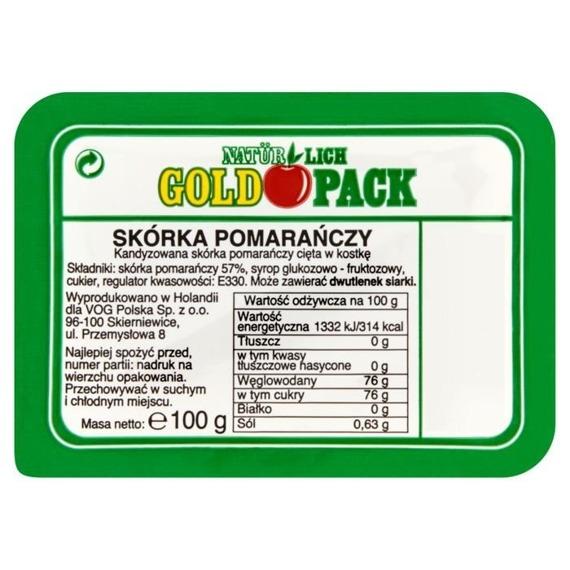 NATÜRLICH
GOLD PACK
SKÓRKA POMARAŃCZY
Kandyzowana skórka pomarańczy cięta w kostkę
Składniki: skórka pomarańczy 57%, syrop glukozowo - fruktozowy,
cukier, regulator kwasowości: E330. Może zawierać dwutlenek siarki.
Wyprodukowano w Holandii
dla VOG Polska Sp. z o.o.
96-100 Skierniewice,
ul. Przemysłowa 8
Najlepiej spożyć przed,
numer partii: nadruk na
wierzchu opakowania.
Przechowywać w suchym
i chłodnym miejscu.
Masa netto: ℮ 100 g
Wartość odżywcza na 100 g
Wartość
energetyczna 1332 kJ/314 kcal
Tłuszcz 0 g
w tym kwasy
tłuszczowe nasycone 0 g
Węglowodany 76 g
w tym cukry 76 g
Białko 0 g
Sól 0,63 g